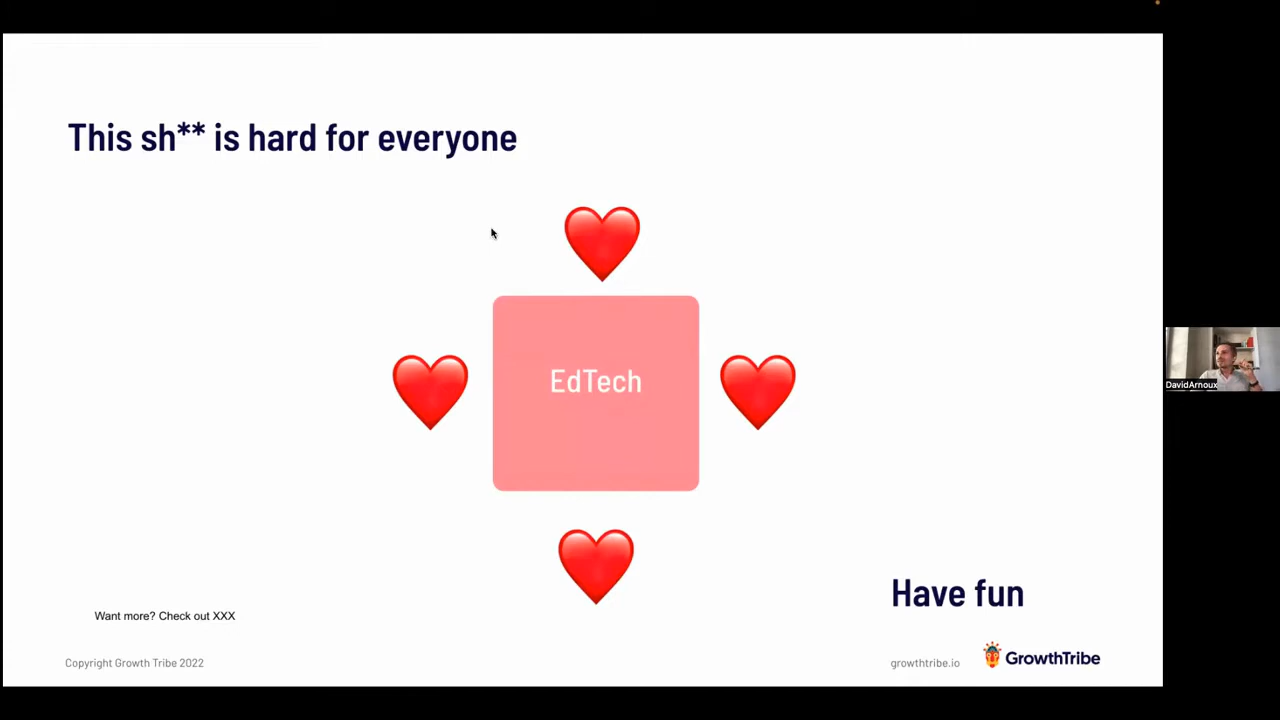 This sh** is hard for everyone
EdTech
DavidArnoux
Have fun
Want more? Check out XXX
Copyright Growth Tribe 2022
growthtribe.io
GrowthTribe